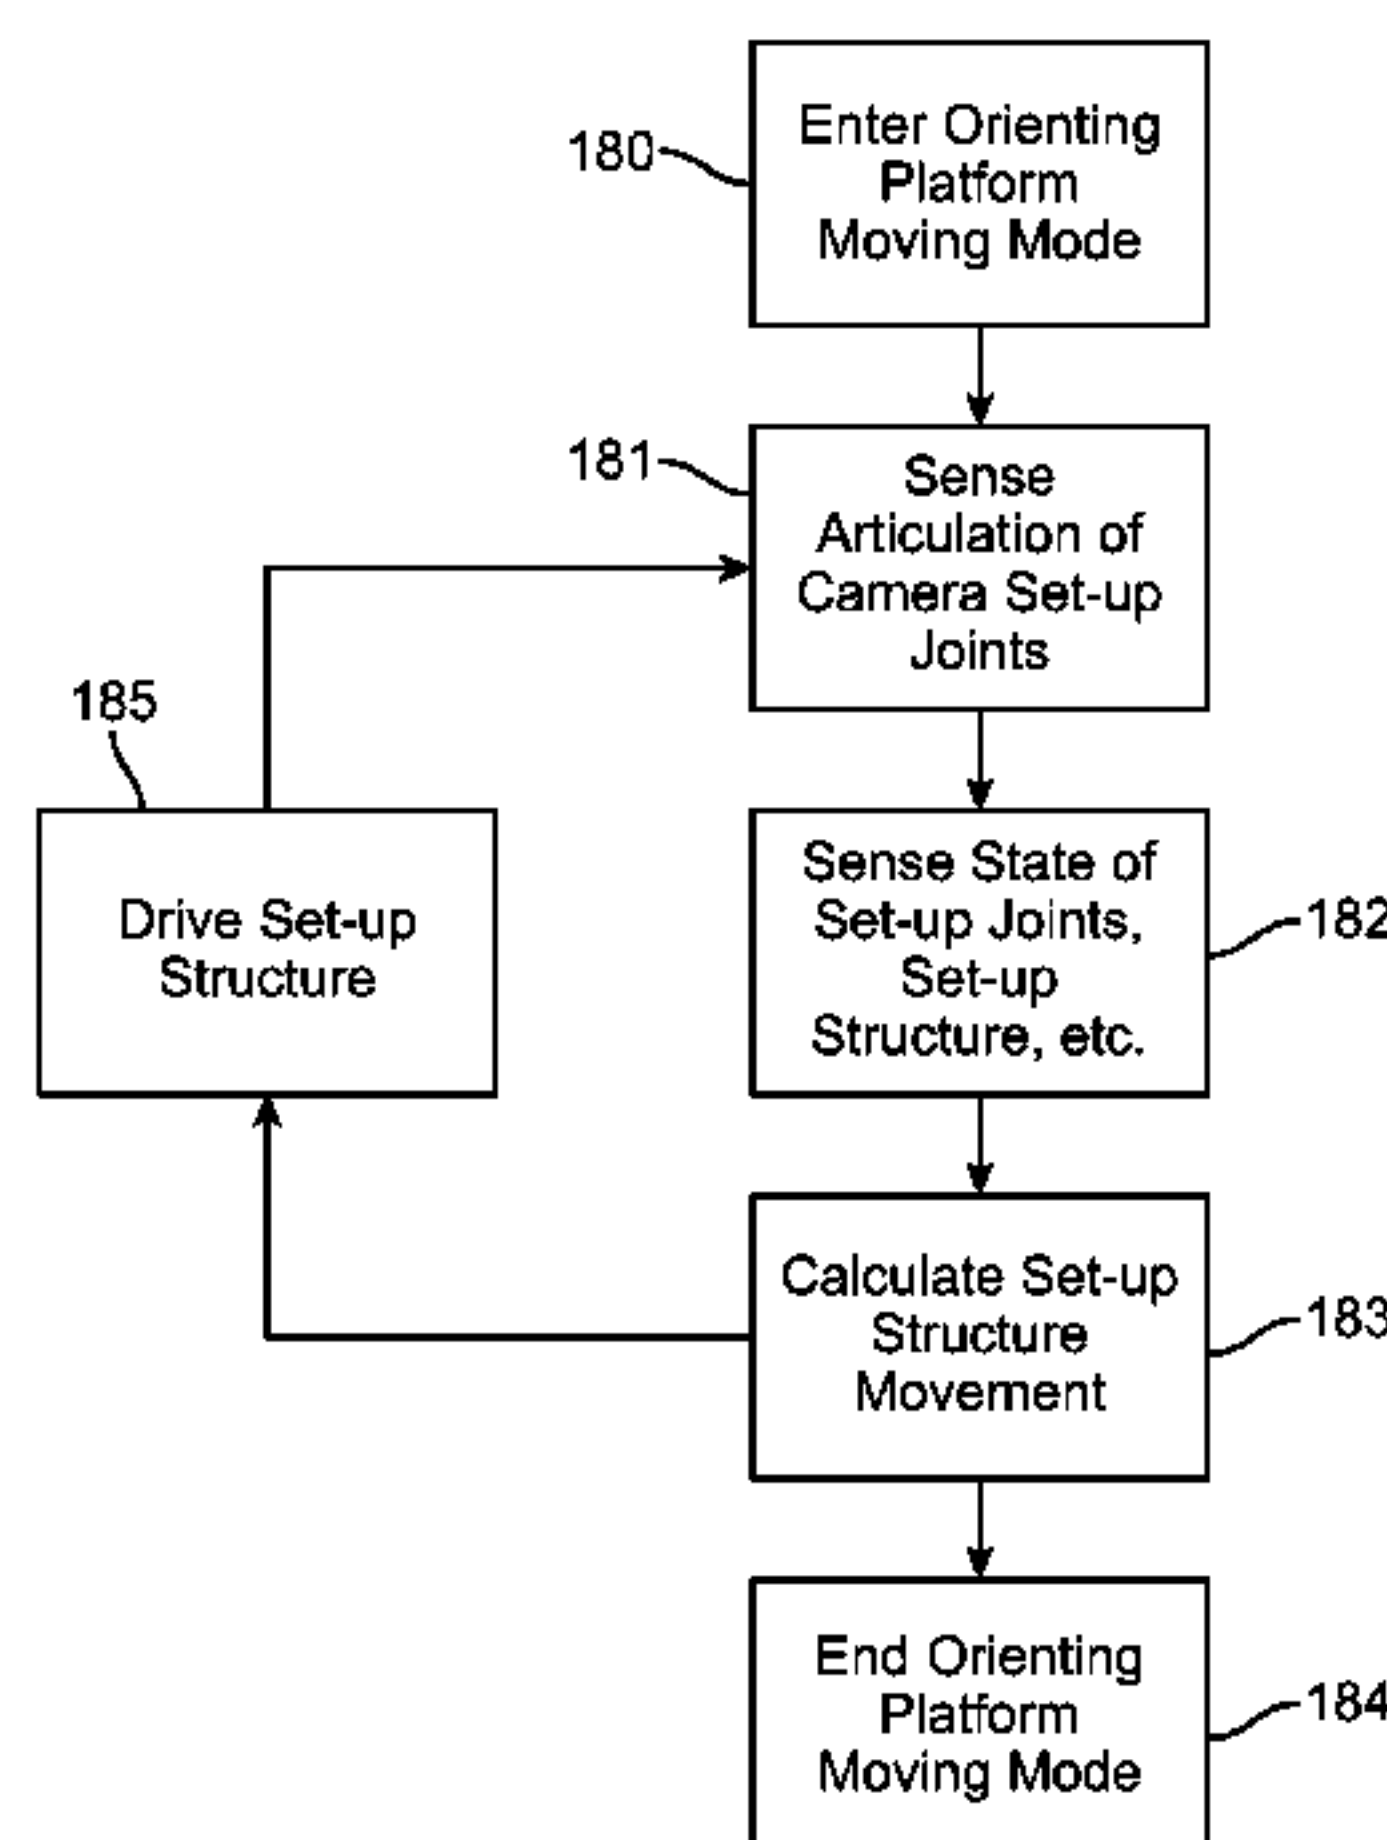 180
Enter Orienting
Platform
Moving Mode
181
Sense
Articulation of
Camera Set-up
Joints
185
Drive Set-up
Structure
Sense State of
Set-up Joints,
Set-up
Structure, etc.
182
Calculate Set-up
Structure
Movement
183
End Orienting
Platform
Moving Mode
184